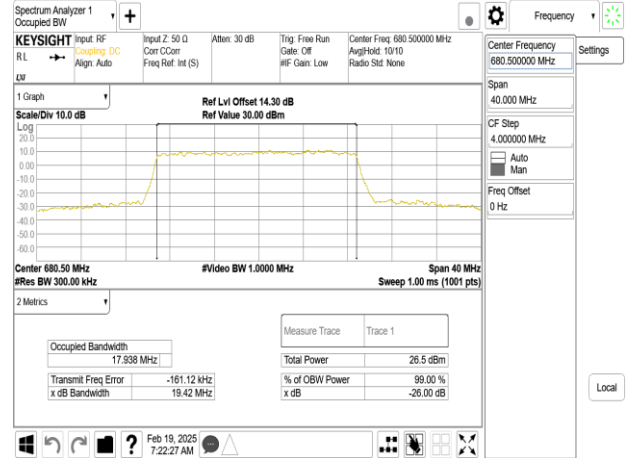 Spectrum Analyzer 1
Occupied BW
Frequency
KEYSIGHT
RL
LXI
Input: RF
Coupling: DC
Align: Auto
Input Z: 50 Ω
Corr CCorr
Freq Ref: Int (S)
Atten: 30 dB
Trig: Free Run
Gate: Off
#IF Gain: Low
Center Freq: 680.500000 MHz
Avg|Hold: 10/10
Radio Std: None
Center Frequency
680.500000 MHz
Settings
Span
40.000 MHz
CF Step
4.000000 MHz
Auto
Man
Freq Offset
0 Hz
Local
1 Graph
Scale/Div 10.0 dB
Ref Lvl Offset 14.30 dB
Ref Value 30.00 dBm
Log
20.0
10.0
0.00
-10.0
-20.0
-30.0
-40.0
-50.0
-60.0
Center 680.50 MHz
#Video BW 1.0000 MHz
Span 40 MHz
#Res BW 300.00 kHz
Sweep 1.00 ms (1001 pts)
2 Metrics
Measure Trace Trace 1
Occupied Bandwidth
17.938 MHz
Total Power 26.5 dBm
Transmit Freq Error -161.12 kHz
% of OBW Power 99.00 %
x dB Bandwidth 19.42 MHz
x dB -26.00 dB
?
Feb 19, 2025
7:22:27 AM